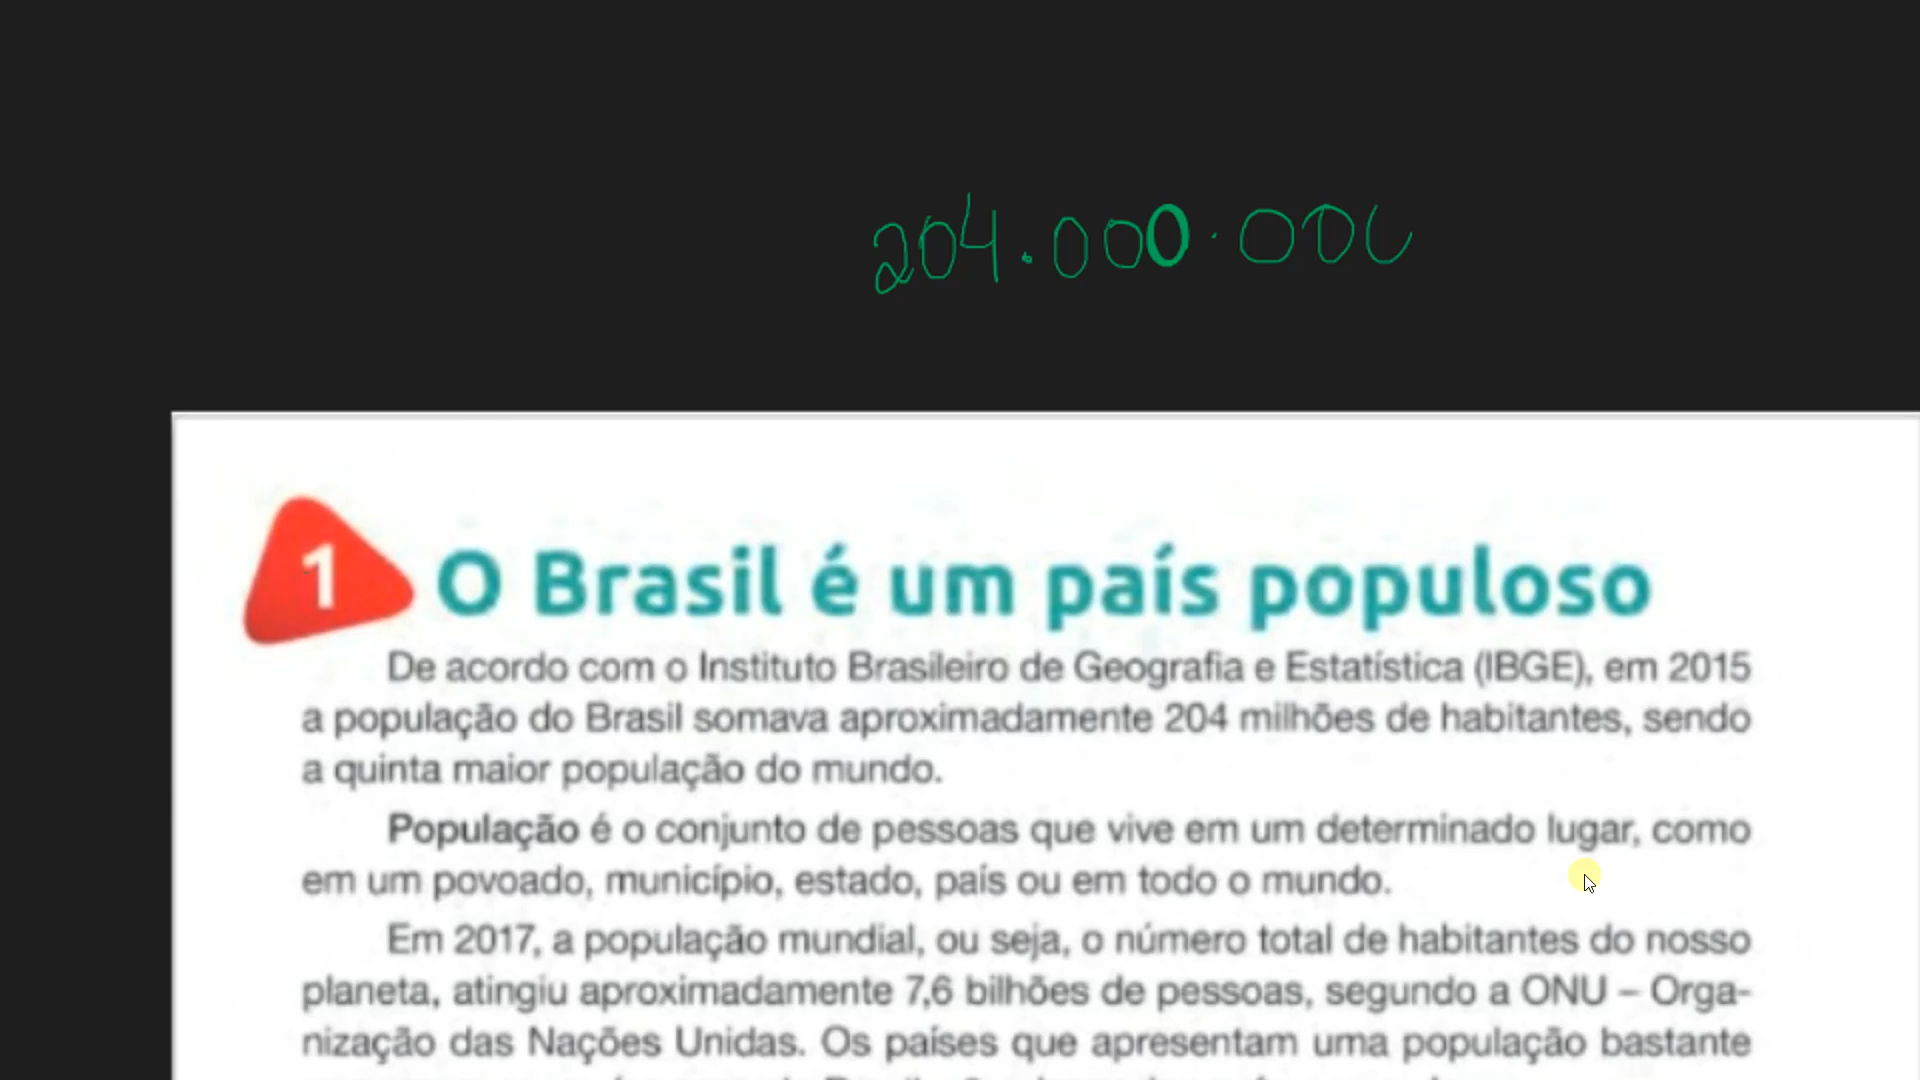 204.000.000
1 O Brasil é um país populoso
De acordo com o Instituto Brasileiro de Geografia e Estatística (IBGE), em 2015
a população do Brasil somava aproximadamente 204 milhões de habitantes, sendo
a quinta maior população do mundo.
População é o conjunto de pessoas que vive em um determinado lugar, como
em um povoado, município, estado, país ou em todo o mundo.
Em 2017, a população mundial, ou seja, o número total de habitantes do nosso
planeta, atingiu aproximadamente 7,6 bilhões de pessoas, segundo a ONU – Orga-
nização das Nações Unidas. Os países que apresentam uma população bastante